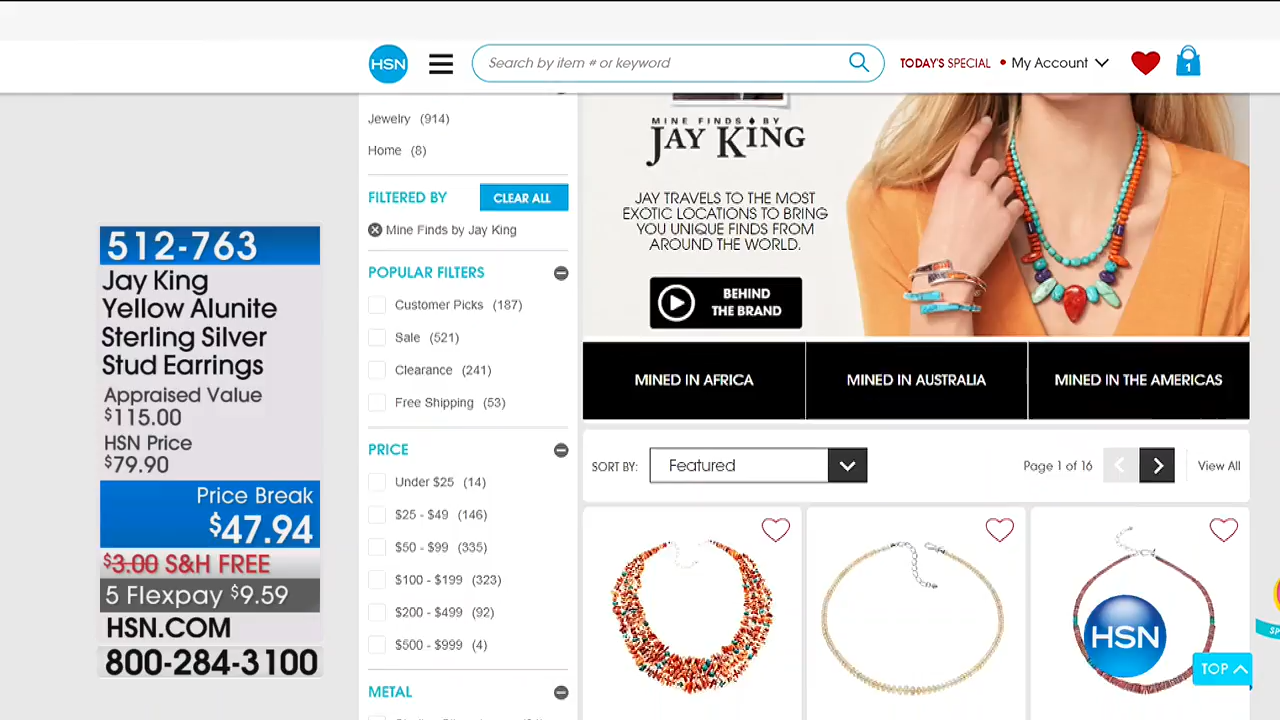 HSN
Search by item # or keyword
TODAY'S SPECIAL • My Account
1
Jewelry (914)
Home (8)
FILTERED BY
CLEAR ALL
Mine Finds by Jay King
POPULAR FILTERS
Customer Picks (187)
Sale (521)
Clearance (241)
Free Shipping (53)
PRICE
Under $25 (14)
$25 - $49 (146)
$50 - $99 (335)
$100 - $199 (323)
$200 - $499 (92)
$500 - $999 (4)
METAL
MINE FINDS BY
JAY KING
JAY TRAVELS TO THE MOST
EXOTIC LOCATIONS TO BRING
YOU UNIQUE FINDS FROM
AROUND THE WORLD.
BEHIND
THE BRAND
MINED IN AFRICA
MINED IN AUSTRALIA
MINED IN THE AMERICAS
SORT BY:
Featured
Page 1 of 16
View All
HSN
TOP
512-763
Jay King
Yellow Alunite
Sterling Silver
Stud Earrings
Appraised Value
$115.00
HSN Price
$79.90
Price Break
$47.94
$3.00 S&H FREE
5 Flexpay $9.59
HSN.COM
800-284-3100